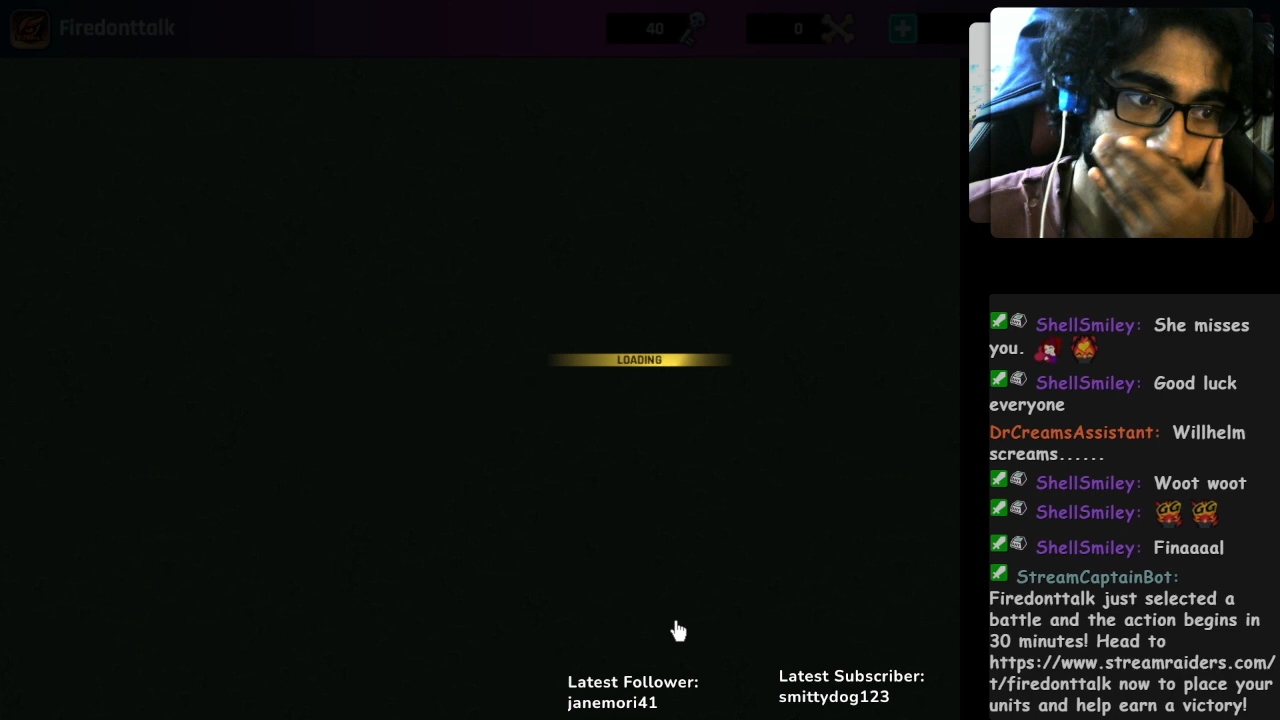 Firedonttalk
40
0
LOADING
ShellSmiley: She misses
you.
ShellSmiley: Good luck
everyone
DrCreamsAssistant: Willhelm
screams......
ShellSmiley: Woot woot
ShellSmiley: GG GG
ShellSmiley: Finaaaal
StreamCaptainBot:
Firedonttalk just selected a
battle and the action begins in
30 minutes! Head to
https://www.streamraiders.com/
t/firedonttalk now to place your
units and help earn a victory!
Latest Follower:
janemori41
Latest Subscriber:
smittydog123